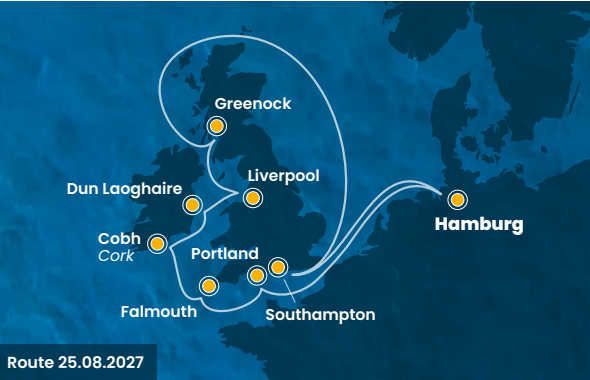 Greenock
Liverpool
Dun Laoghaire
Hamburg
Cobh
Cork
Portland
Falmouth
Southampton
Route 25.08.2027